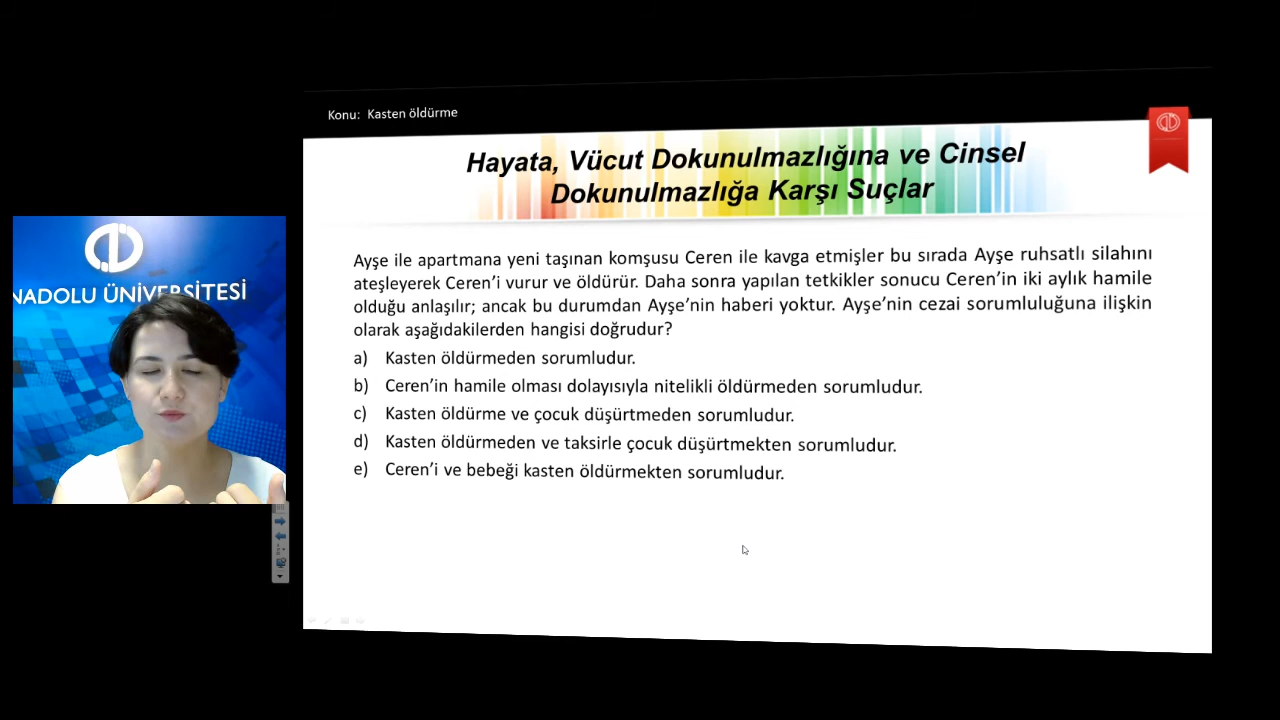 Konu: Kasten öldürme
Hayata, Vücut Dokunulmazlığına ve Cinsel
Dokunulmazlığa Karşı Suçlar
NADOLU ÜNİVERSİTESİ
Ayşe ile apartmana yeni taşınan komşusu Ceren ile kavga etmişler bu sırada Ayşe ruhsatlı silahını
ateşleyerek Ceren'i vurur ve öldürür. Daha sonra yapılan tetkikler sonucu Ceren'in iki aylık hamile
olduğu anlaşılır; ancak bu durumdan Ayşe'nin haberi yoktur. Ayşe'nin cezai sorumluluğuna ilişkin
olarak aşağıdakilerden hangisi doğrudur?
a) Kasten öldürmeden sorumludur.
b) Ceren'in hamile olması dolayısıyla nitelikli öldürmeden sorumludur.
c) Kasten öldürme ve çocuk düşürtmeden sorumludur.
d) Kasten öldürmeden ve taksirle çocuk düşürtmekten sorumludur.
e) Ceren'i ve bebeği kasten öldürmekten sorumludur.